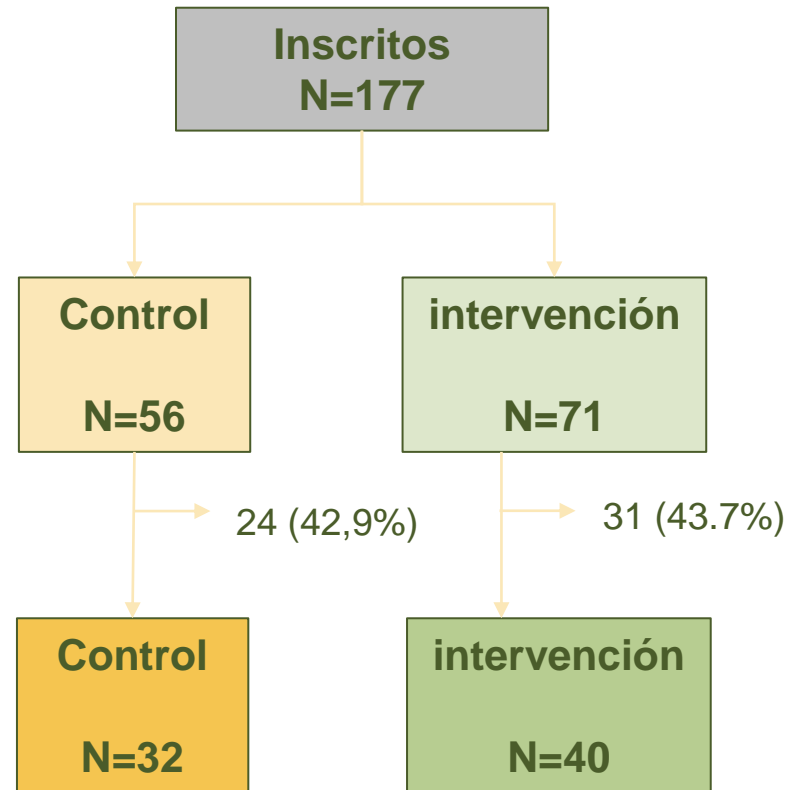 Inscritos
N=177
Control
N=56
intervención
N=71
24 (42,9%)
31 (43.7%)
Control
N=32
intervención
N=40